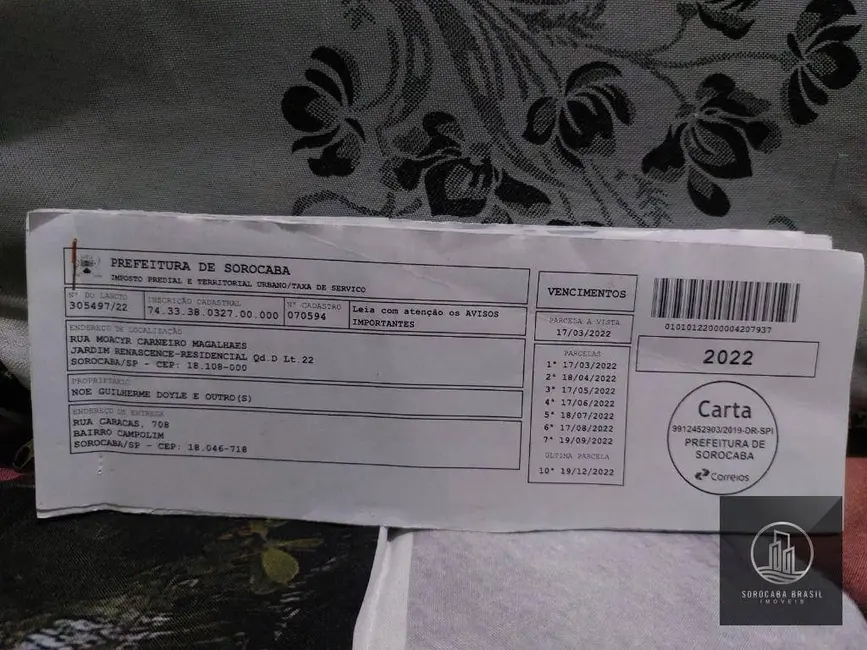 PREFEITURA DE SOROCABA
IMPOSTO PREDIAL E TERRITORIAL URBANO/TAXA DE SERVICO
Nº DO LANCTO
305497/22
INSCRIÇÃO CADASTRAL
74.33.38.0327.00.000
Nº CADASTRO
070594
Leia com atenção os AVISOS
IMPORTANTES
ENDEREÇO DE LOCALIZAÇÃO
RUA MOACYR CARNEIRO MAGALHAES
JARDIM RENASCENCE-RESIDENCIAL Qd.D Lt.22
SOROCABA/SP - CEP: 18.108-000
PROPRIETÁRIO
NOE GUILHERME DOYLE E OUTRO(S)
ENDEREÇO DE ENTREGA
RUA CARACAS, 708
BAIRRO CAMPOLIM
SOROCABA/SP - CEP: 18.046-718
VENCIMENTOS
PARCELA A VISTA
17/03/2022
PARCELAS
1ª 17/03/2022
2ª 18/04/2022
3ª 17/05/2022
4ª 17/06/2022
5ª 18/07/2022
6ª 17/08/2022
7ª 19/09/2022
ÚLTIMA PARCELA
10ª 19/12/2022
01010122000004207937
2022
Carta
9912452903/2019-DR-SPI
PREFEITURA DE
SOROCABA
Correios
SOROCABA BRASIL
IMÓVEIS